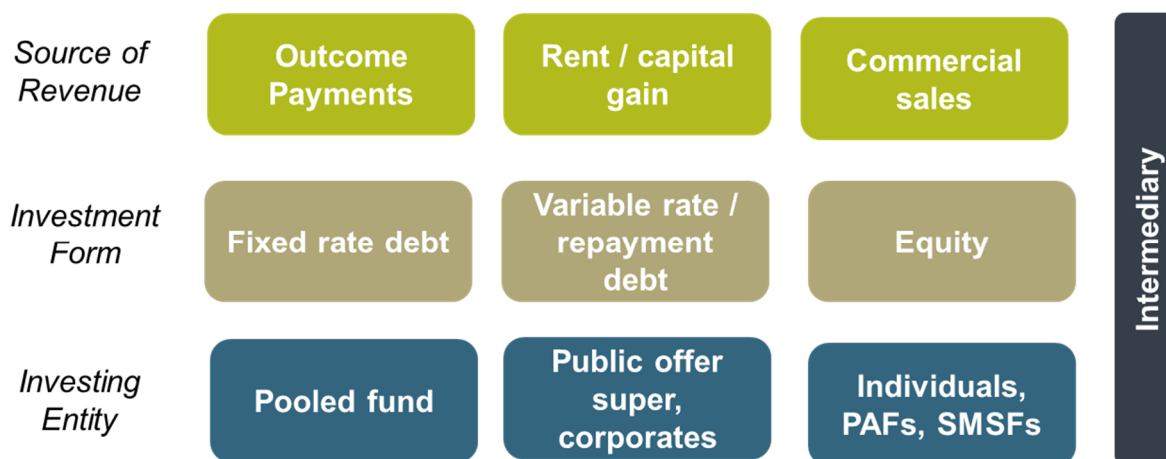 Source of
Revenue
Outcome
Payments
Rent / capital
gain
Commercial
sales
Investment
Form
Fixed rate debt
Variable rate /
repayment
debt
Equity
Investing
Entity
Pooled fund
Public offer
super,
corporates
Individuals,
PAFs, SMSFs
Intermediary